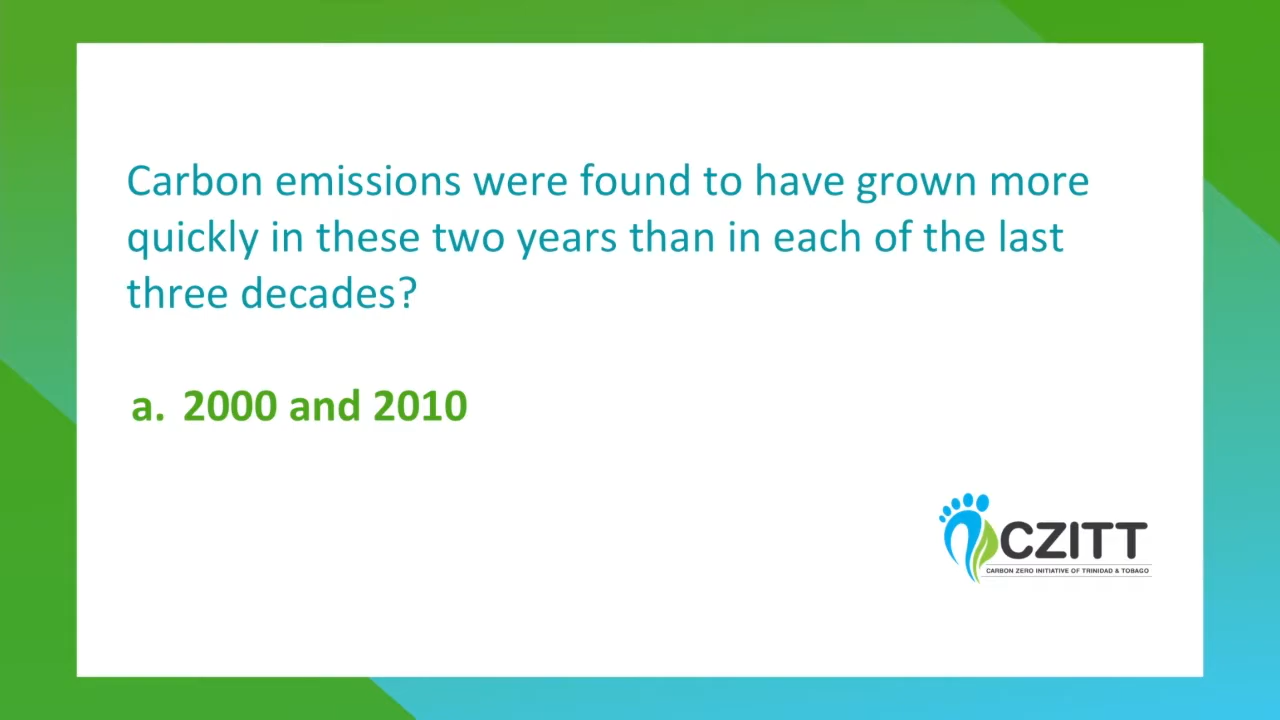 Carbon emissions were found to have grown more
quickly in these two years than in each of the last
three decades?
a. 2000 and 2010
CZITT
CARBON ZERO INITIATIVE OF TRINIDAD & TOBAGO